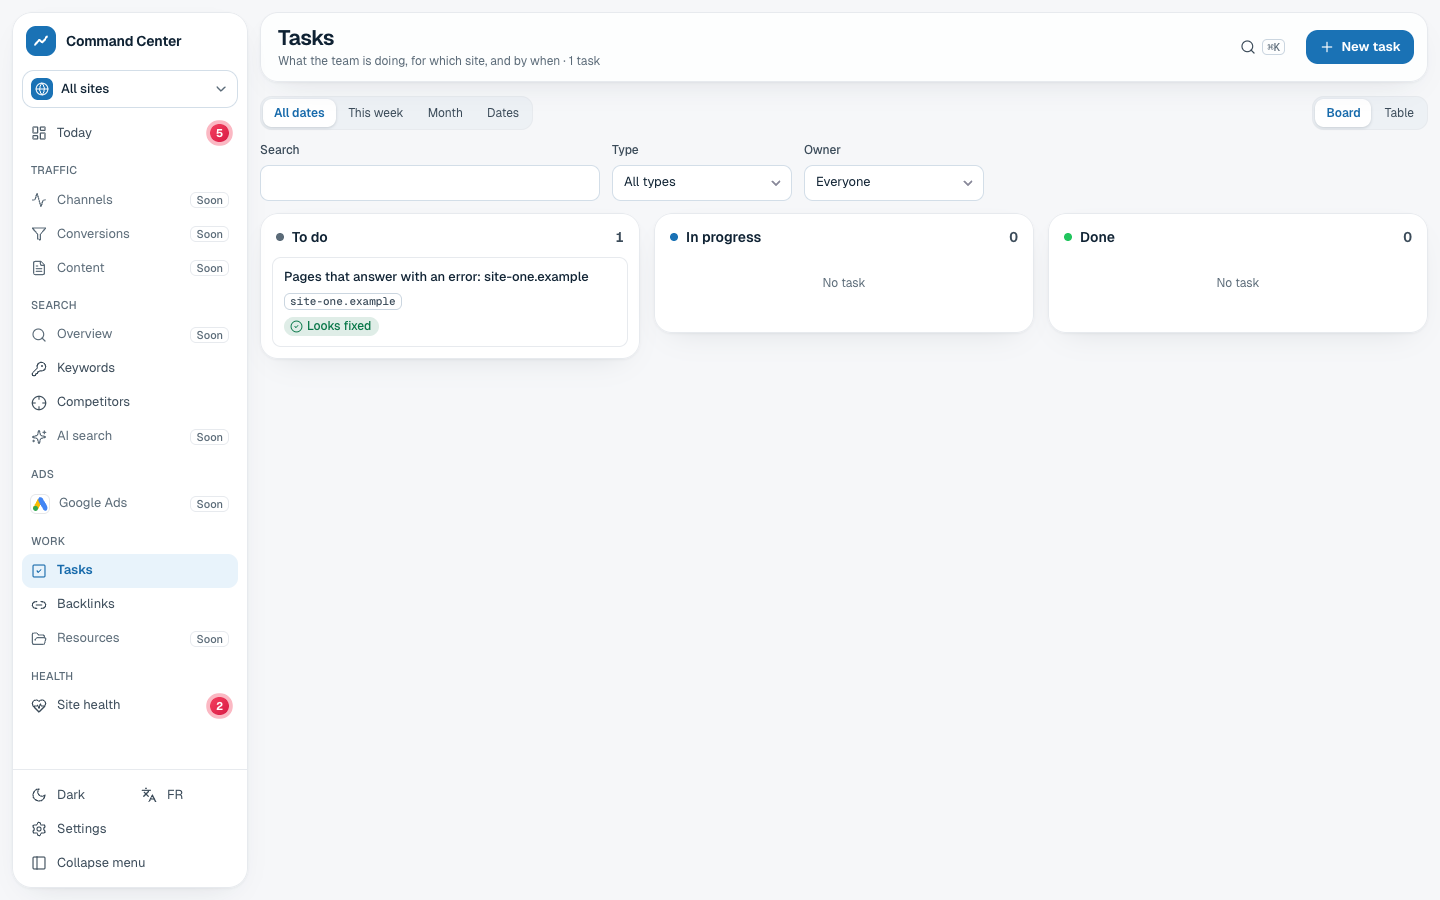 Command Center
All sites
Today
5
TRAFFIC
Channels
Soon
Conversions
Soon
Content
Soon
SEARCH
Overview
Soon
Keywords
Competitors
AI search
Soon
ADS
Google Ads
Soon
WORK
Tasks
Backlinks
Resources
Soon
HEALTH
Site health
2
Dark
FR
Settings
Collapse menu
Tasks
What the team is doing, for which site, and by when · 1 task
⌘K
New task
All dates
This week
Month
Dates
Board
Table
Search
Type
Owner
All types
Everyone
To do
1
Pages that answer with an error: site-one.example
site-one.example
Looks fixed
In progress
0
No task
Done
0
No task